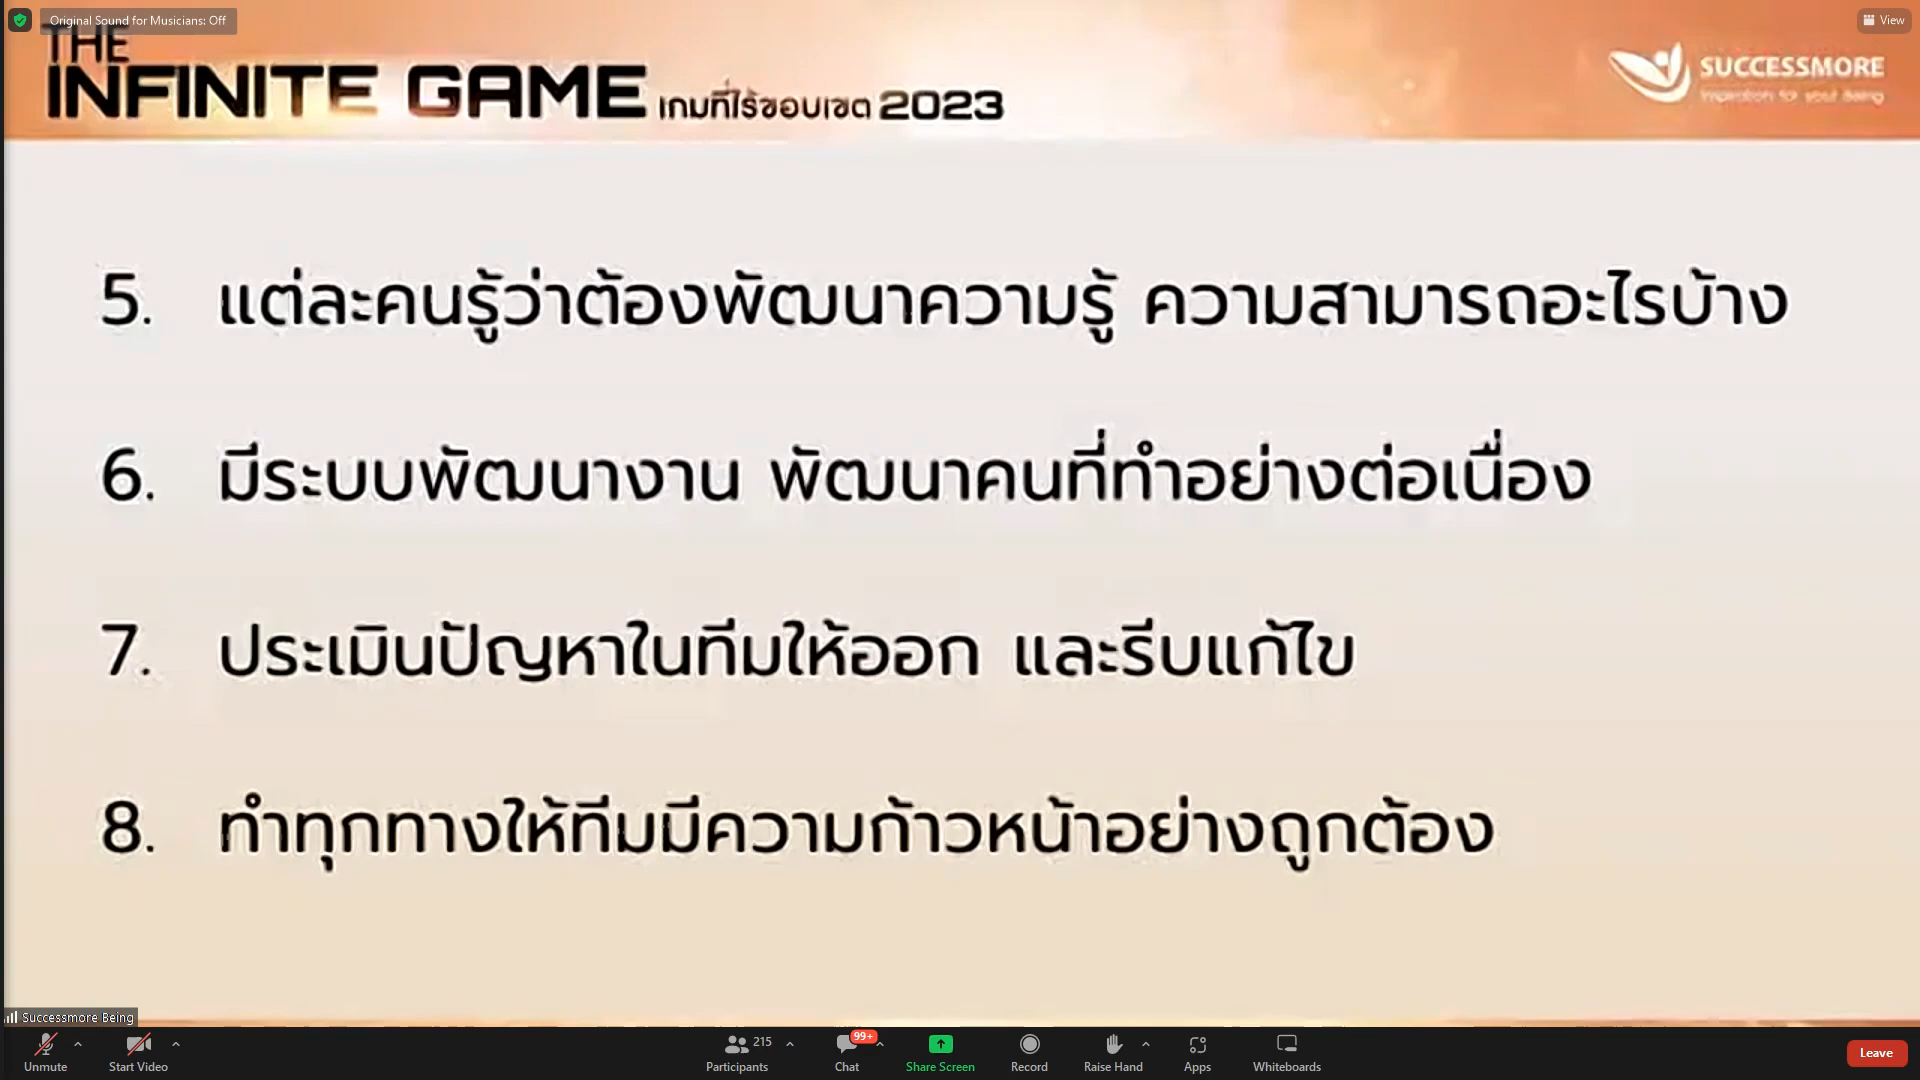 Original Sound for Musicians: Off
View
THE
INFINITE GAME เกมที่ไร้ขอบเขต 2023
SUCCESSMORE
Inspiration for your Being
5. แต่ละคนรู้ว่าต้องพัฒนาความรู้ ความสามารถอะไรบ้าง
6. มีระบบพัฒนางาน พัฒนาคนที่ทำอย่างต่อเนื่อง
7. ประเมินปัญหาในทีมให้ออก และรีบแก้ไข
8. ทำทุกทางให้ทีมมีความก้าวหน้าอย่างถูกต้อง
Successmore Being
Unmute
Start Video
215
Participants
99+
Chat
Share Screen
Record
Raise Hand
Apps
Whiteboards
Leave